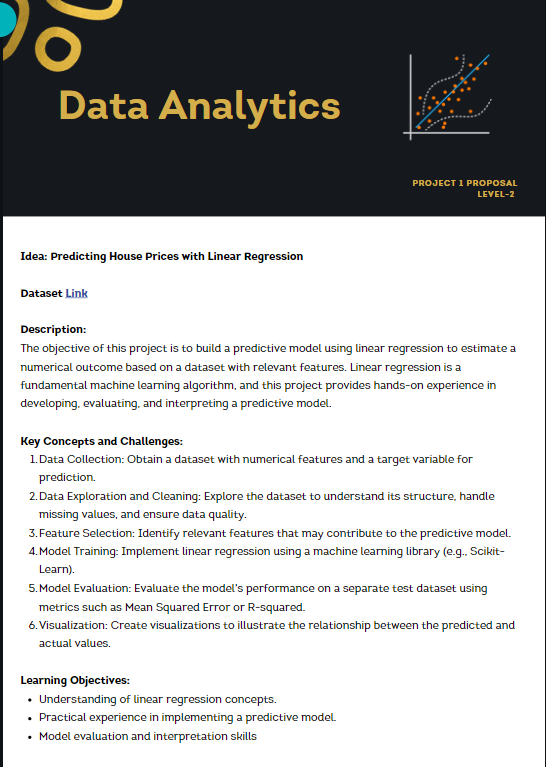 Data Analytics
PROJECT 1 PROPOSAL
LEVEL-2
Idea: Predicting House Prices with Linear Regression
Dataset Link
Description:
The objective of this project is to build a predictive model using linear regression to estimate a
numerical outcome based on a dataset with relevant features. Linear regression is a
fundamental machine learning algorithm, and this project provides hands-on experience in
developing, evaluating, and interpreting a predictive model.
Key Concepts and Challenges:
1. Data Collection: Obtain a dataset with numerical features and a target variable for
prediction.
2. Data Exploration and Cleaning: Explore the dataset to understand its structure, handle
missing values, and ensure data quality.
3. Feature Selection: Identify relevant features that may contribute to the predictive model.
4. Model Training: Implement linear regression using a machine learning library (e.g., Scikit-
Learn).
5. Model Evaluation: Evaluate the model's performance on a separate test dataset using
metrics such as Mean Squared Error or R-squared.
6. Visualization: Create visualizations to illustrate the relationship between the predicted and
actual values.
Learning Objectives:
• Understanding of linear regression concepts.
• Practical experience in implementing a predictive model.
• Model evaluation and interpretation skills